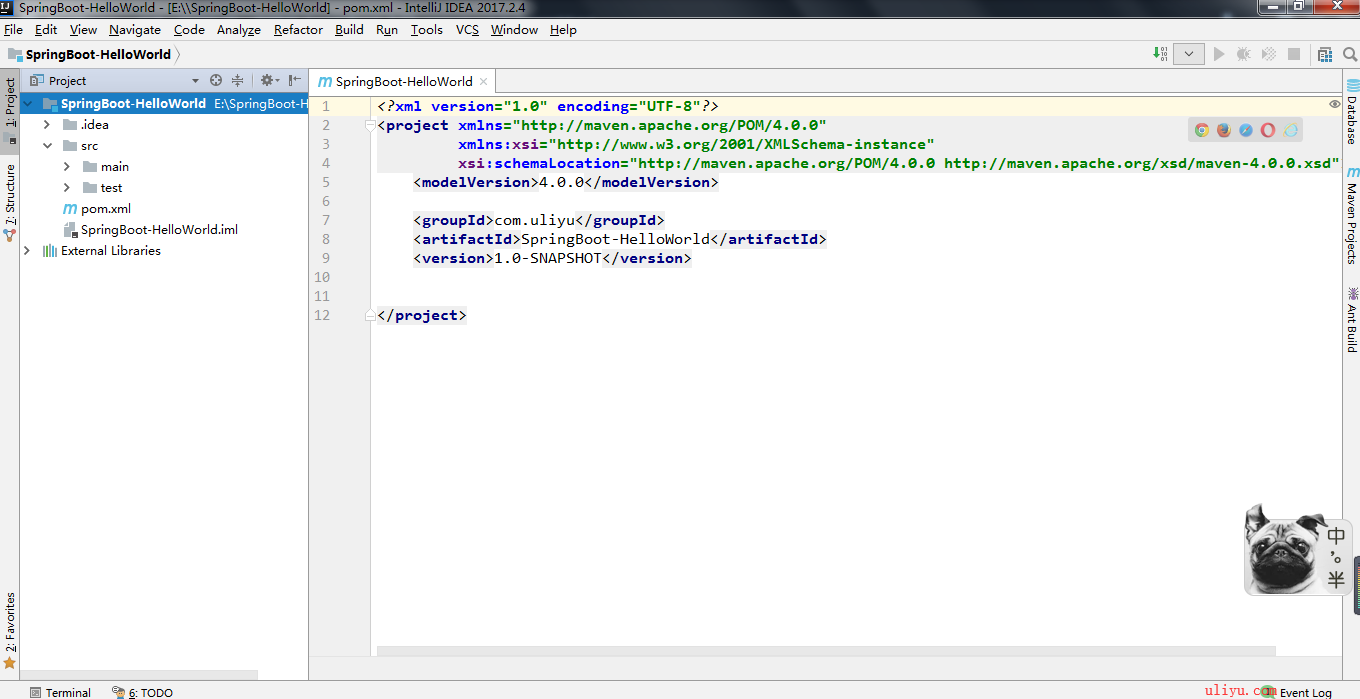 SpringBoot-HelloWorld - [E:\\SpringBoot-HelloWorld] - pom.xml - IntelliJ IDEA 2017.2.4
File Edit View Navigate Code Analyze Refactor Build Run Tools VCS Window Help
SpringBoot-HelloWorld
Project
SpringBoot-HelloWorld E:\SpringBoot-H
.idea
src
main
test
pom.xml
SpringBoot-HelloWorld.iml
External Libraries
1: Project
7: Structure
2: Favorites
m SpringBoot-HelloWorld
1 <?xml version="1.0" encoding="UTF-8"?>
2 <project xmlns="http://maven.apache.org/POM/4.0.0"
3 xmlns:xsi="http://www.w3.org/2001/XMLSchema-instance"
4 xsi:schemaLocation="http://maven.apache.org/POM/4.0.0 http://maven.apache.org/xsd/maven-4.0.0.xsd"
5 <modelVersion>4.0.0</modelVersion>
6
7 <groupId>com.uliyu</groupId>
8 <artifactId>SpringBoot-HelloWorld</artifactId>
9 <version>1.0-SNAPSHOT</version>
10
11
12 </project>
Database
Maven Projects
Ant Build
中
半
Terminal
6: TODO
uliyu.com
Event Log